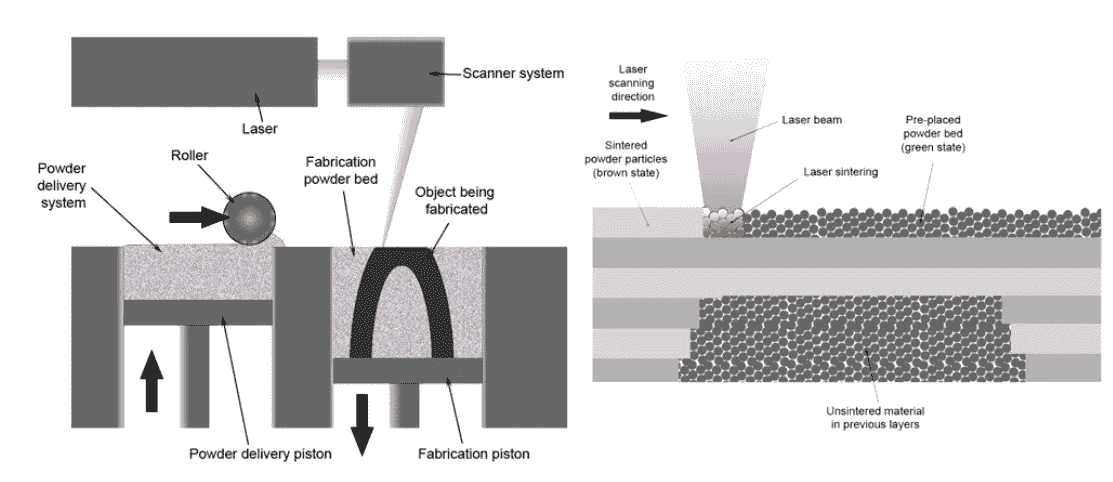 Scanner system
Laser
Roller
Powder
delivery
system
Fabrication
powder bed
Object being
fabricated
Powder delivery piston
Fabrication piston
Laser
scanning
direction
Laser beam
Pre-placed
powder bed
(green state)
Sintered
powder particles
(brown state)
Laser sintering
Unsintered material
in previous layers